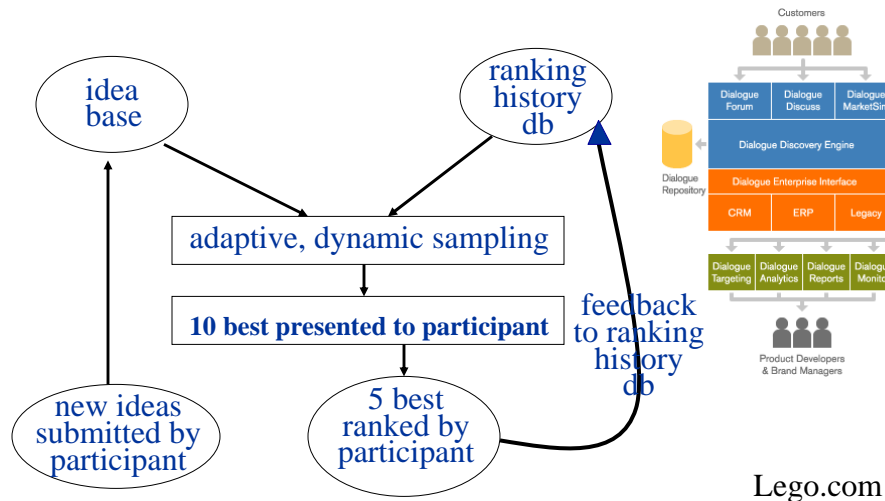 idea
base
ranking
history
db
adaptive, dynamic sampling
10 best presented to participant
feedback
to ranking
history
db
new ideas
submitted by
participant
5 best
ranked by
participant
Customers
Dialogue
Forum
Dialogue
Discuss
Dialogue
MarketSim
Dialogue Discovery Engine
Dialogue
Repository
Dialogue Enterprise Interface
CRM
ERP
Legacy
Dialogue
Targeting
Dialogue
Analytics
Dialogue
Reports
Dialogue
Monito
Product Developers
& Brand Managers
Lego.com